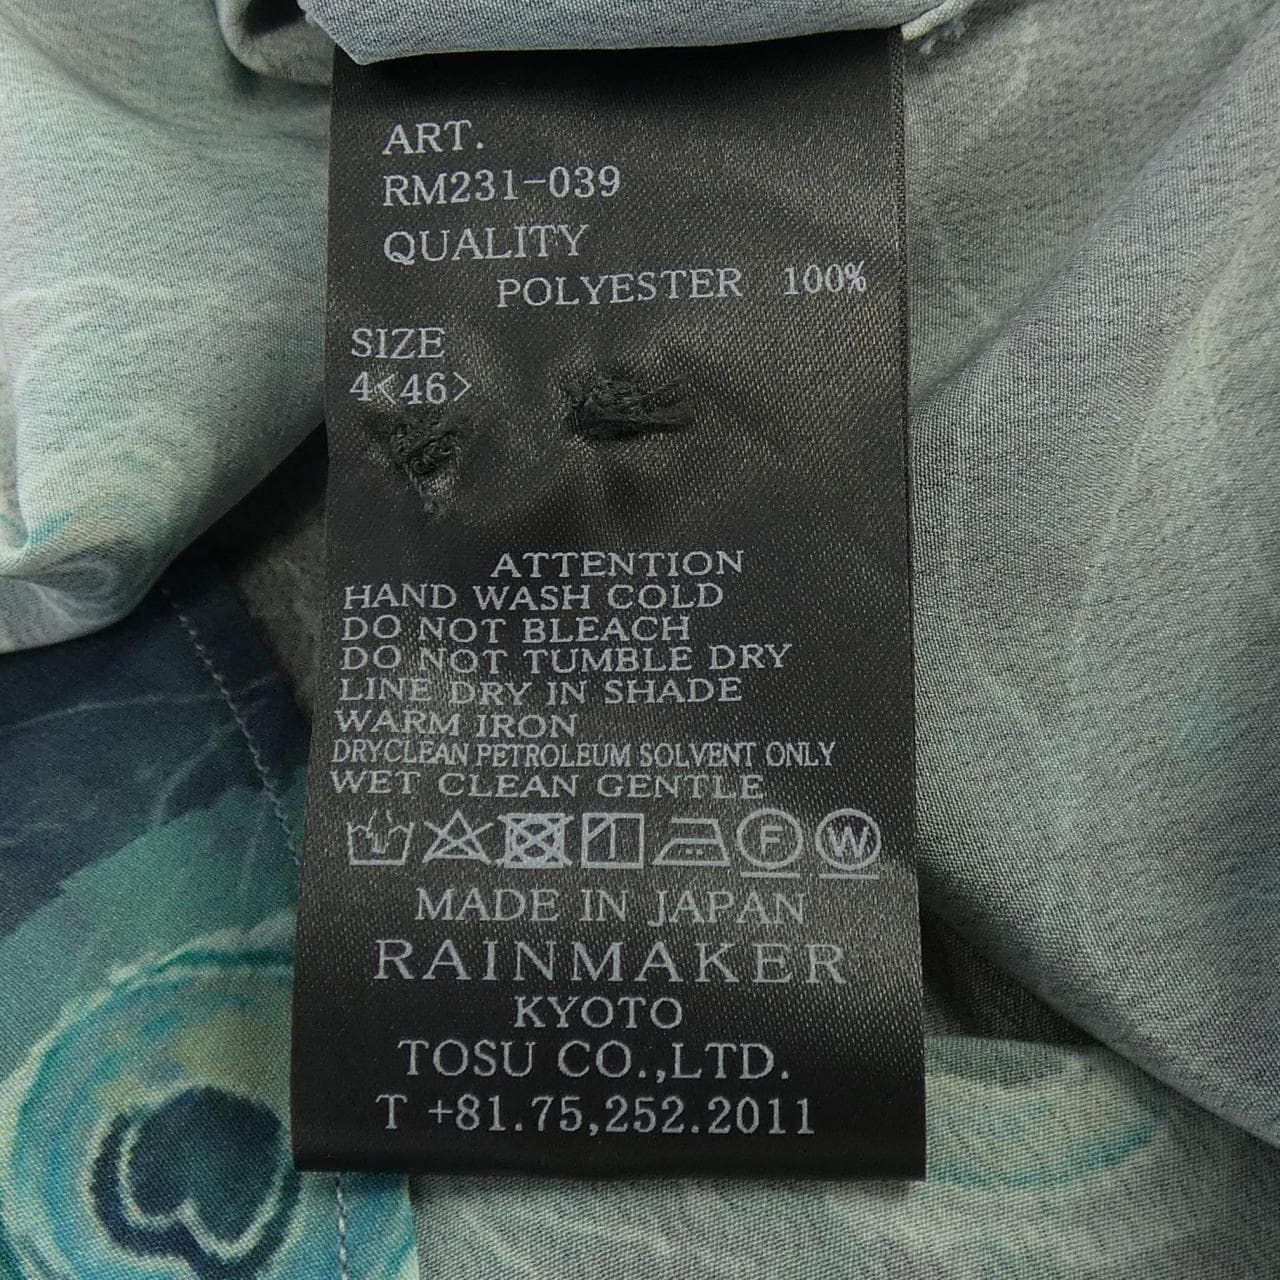 ART.
RM231-039
QUALITY
POLYESTER 100%
SIZE
4<46>
ATTENTION
HAND WASH COLD
DO NOT BLEACH
DO NOT TUMBLE DRY
LINE DRY IN SHADE
WARM IRON
DRYCLEAN PETROLEUM SOLVENT ONLY
WET CLEAN GENTLE
F W
MADE IN JAPAN
RAINMAKER
KYOTO
TOSU CO.,LTD.
T +81.75,252.2011